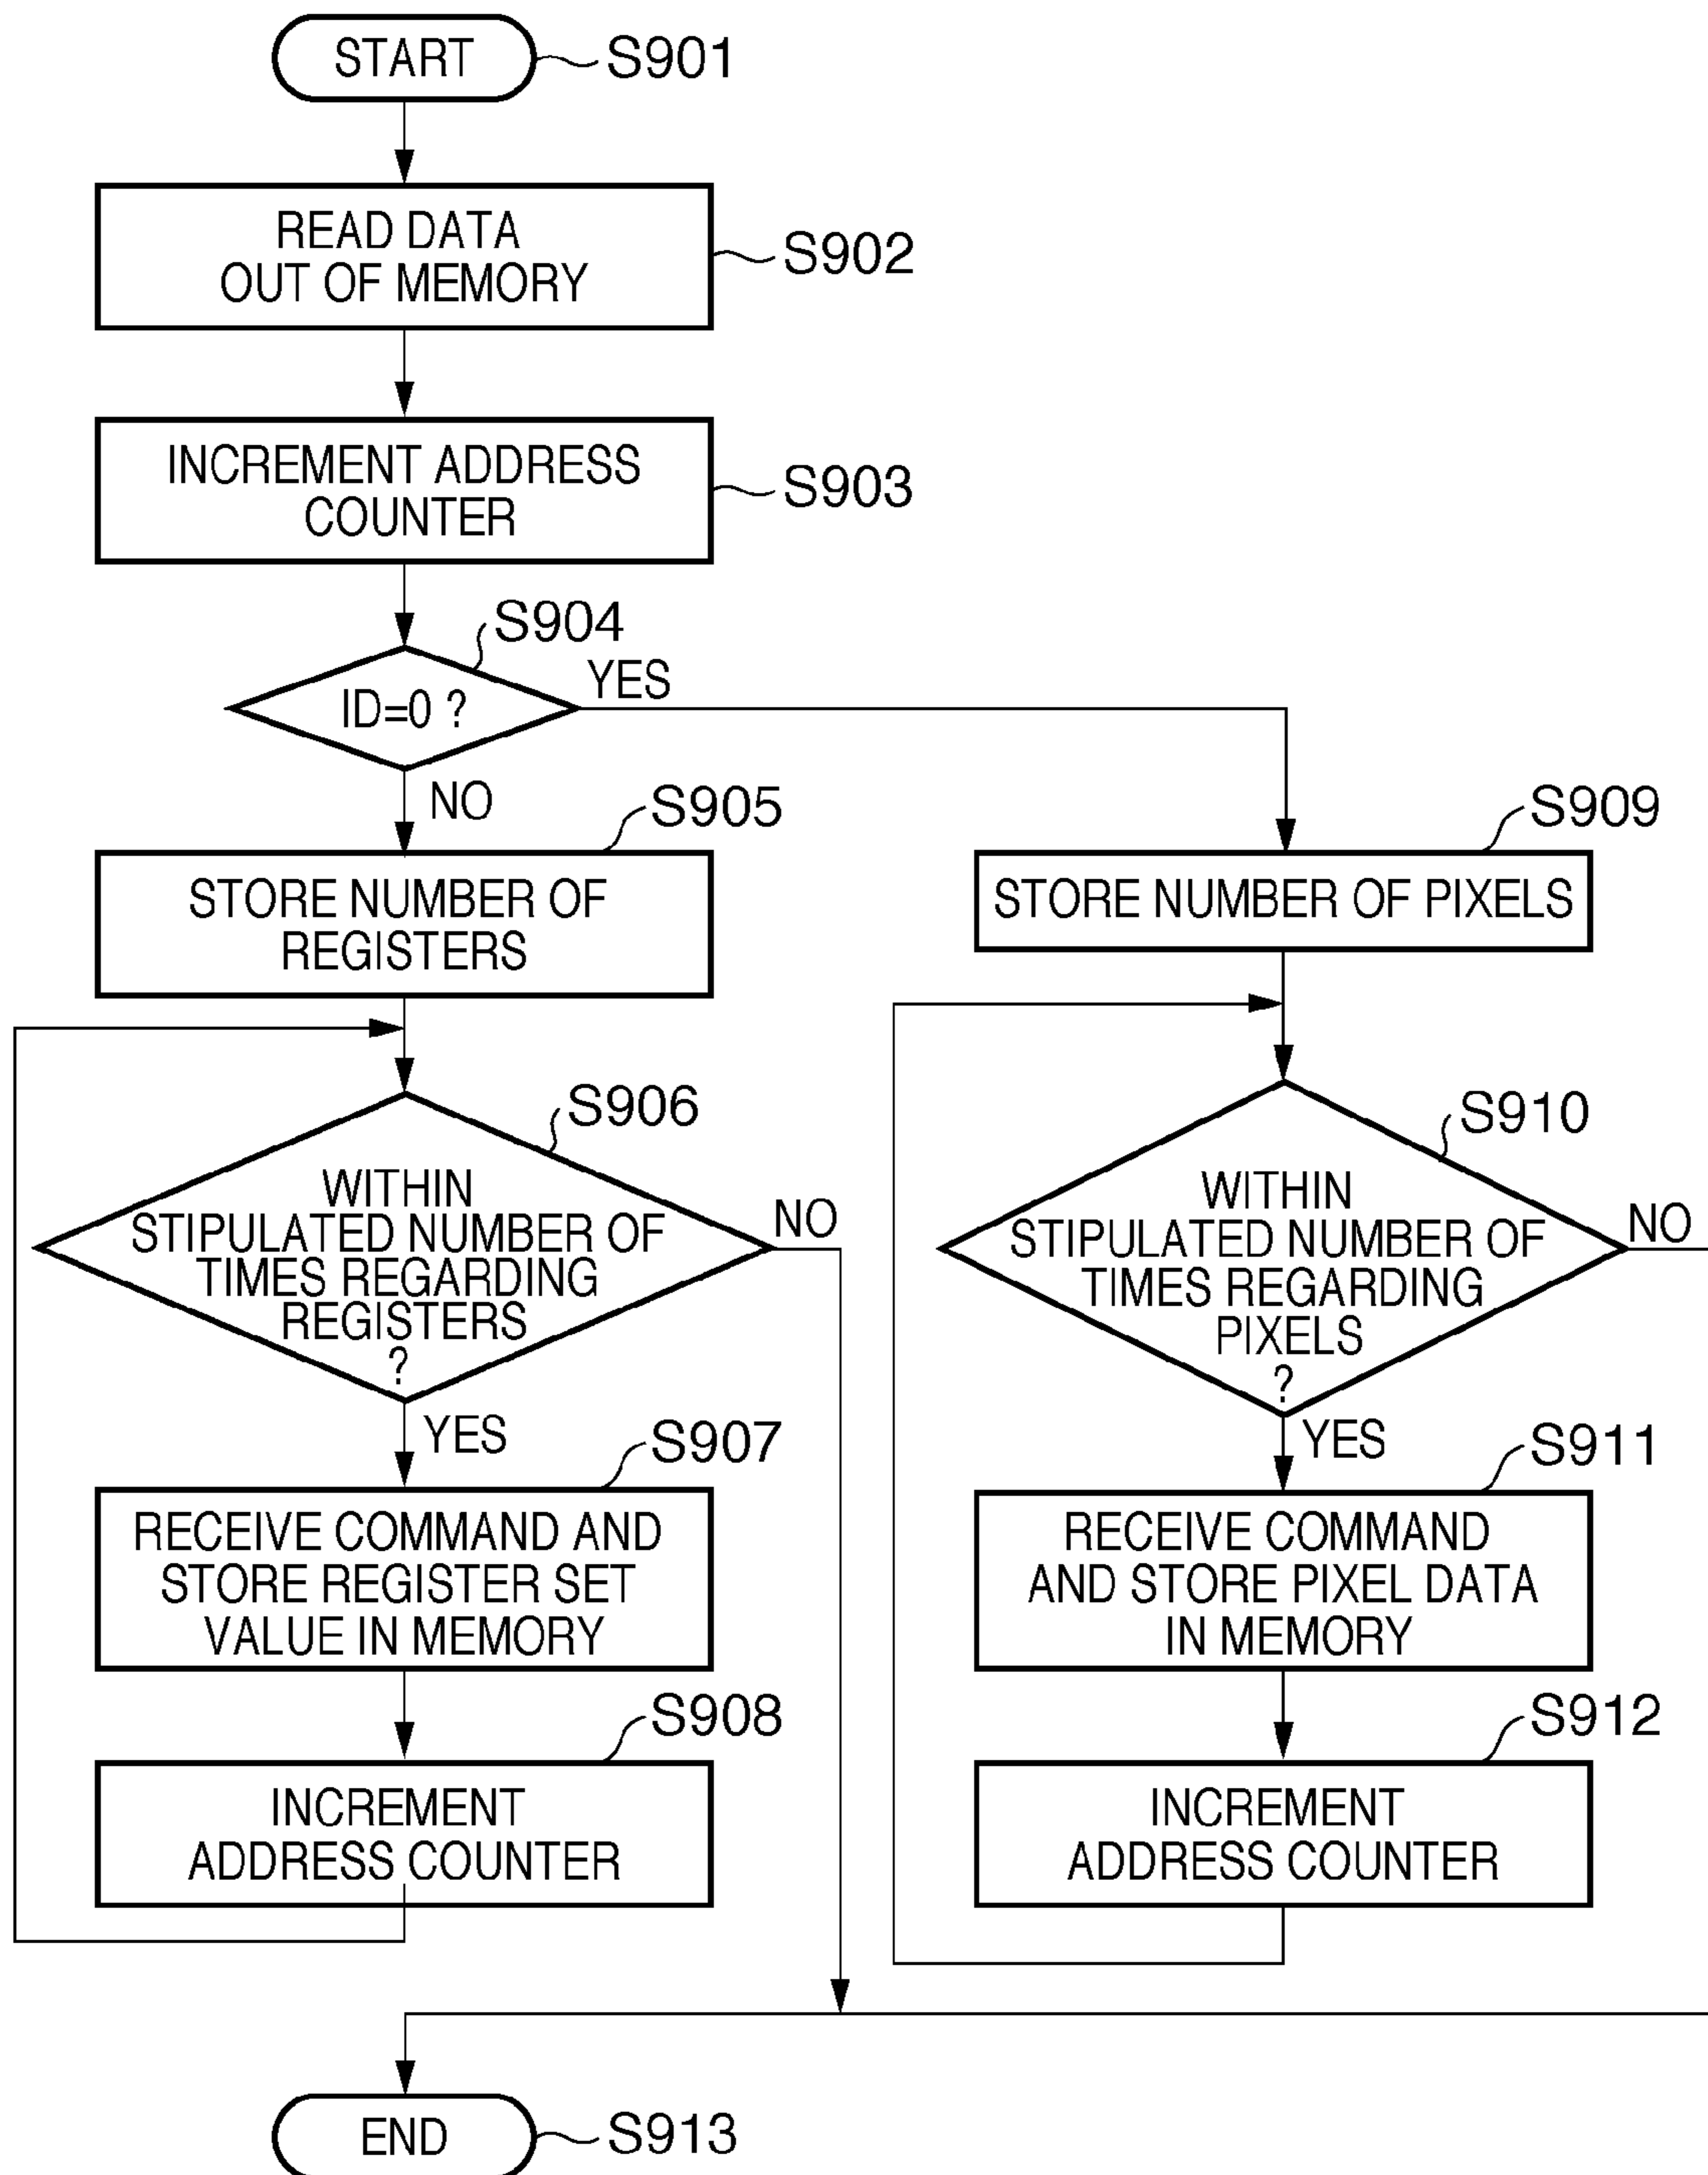 START
S901
READ DATA
OUT OF MEMORY
S902
INCREMENT ADDRESS
COUNTER
S903
S904
ID=0 ?
YES
NO
S905
STORE NUMBER OF
REGISTERS
S906
WITHIN
STIPULATED NUMBER OF
TIMES REGARDING
REGISTERS
?
NO
YES
S907
RECEIVE COMMAND AND
STORE REGISTER SET
VALUE IN MEMORY
S908
INCREMENT
ADDRESS COUNTER
S909
STORE NUMBER OF PIXELS
S910
WITHIN
STIPULATED NUMBER OF
TIMES REGARDING
PIXELS
?
NO
YES
S911
RECEIVE COMMAND
AND STORE PIXEL DATA
IN MEMORY
S912
INCREMENT
ADDRESS COUNTER
END
S913